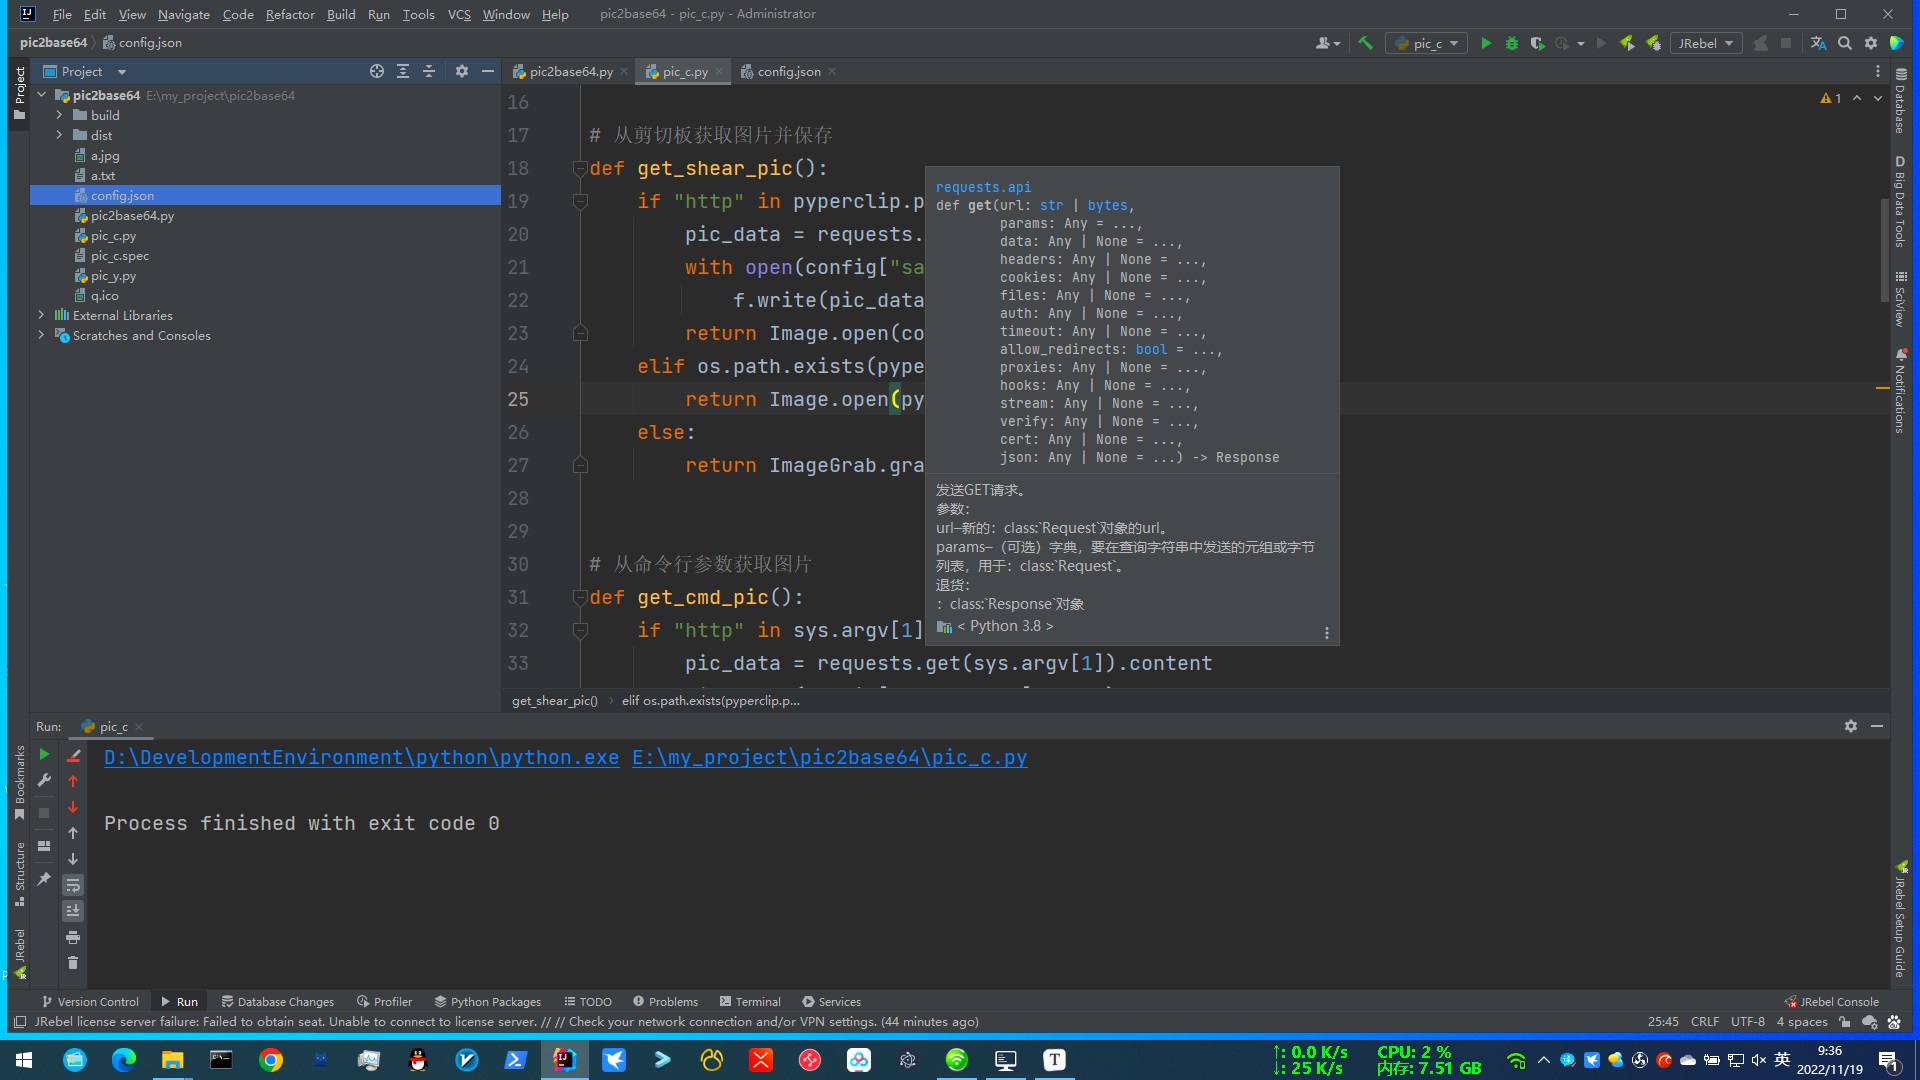 File Edit View Navigate Code Refactor Build Run Tools VCS Window Help pic2base64 - pic_c.py - Administrator
pic2base64 config.json
pic_c
JRebel
Project
pic2base64.py
pic_c.py
config.json
pic2base64 E:\my_project\pic2base64
build
dist
a.jpg
a.txt
config.json
pic2base64.py
pic_c.py
pic_c.spec
pic_y.py
q.ico
External Libraries
Scratches and Consoles
Project
Bookmarks
Structure
JRebel
16
17 # 从剪切板获取图片并保存
18 def get_shear_pic():
19 if "http" in pyperclip.p
20 pic_data = requests.
21 with open(config["sa
22 f.write(pic_data
23 return Image.open(co
24 elif os.path.exists(pype
25 return Image.open(py
26 else:
27 return ImageGrab.gra
28
29
30 # 从命令行参数获取图片
31 def get_cmd_pic():
32 if "http" in sys.argv[1]
33 pic_data = requests.get(sys.argv[1]).content
1
requests.api
def get(url: str | bytes,
params: Any = ...,
data: Any | None = ...,
headers: Any | None = ...,
cookies: Any | None = ...,
files: Any | None = ...,
auth: Any | None = ...,
timeout: Any | None = ...,
allow_redirects: bool = ...,
proxies: Any | None = ...,
hooks: Any | None = ...,
stream: Any | None = ...,
verify: Any | None = ...,
cert: Any | None = ...,
json: Any | None = ...) -> Response
发送GET请求。
参数：
url–新的：class:`Request`对象的url。
params–（可选）字典，要在查询字符串中发送的元组或字节
列表，用于：class:`Request`。
退货：
：class:`Response`对象
< Python 3.8 >
Database
D Big Data Tools
SciView
Notifications
JRebel Setup Guide
get_shear_pic() elif os.path.exists(pyperclip.p...
Run: pic_c
D:\DevelopmentEnvironment\python\python.exe E:\my_project\pic2base64\pic_c.py
Process finished with exit code 0
Version Control Run Database Changes Profiler Python Packages TODO Problems Terminal Services JRebel Console
JRebel license server failure: Failed to obtain seat. Unable to connect to license server. // // Check your network connection and/or VPN settings. (44 minutes ago) 25:45 CRLF UTF-8 4 spaces
↑: 0.0 K/s CPU: 2 %
↓: 25 K/s 内存: 7.51 GB
英
9:36
2022/11/19
1